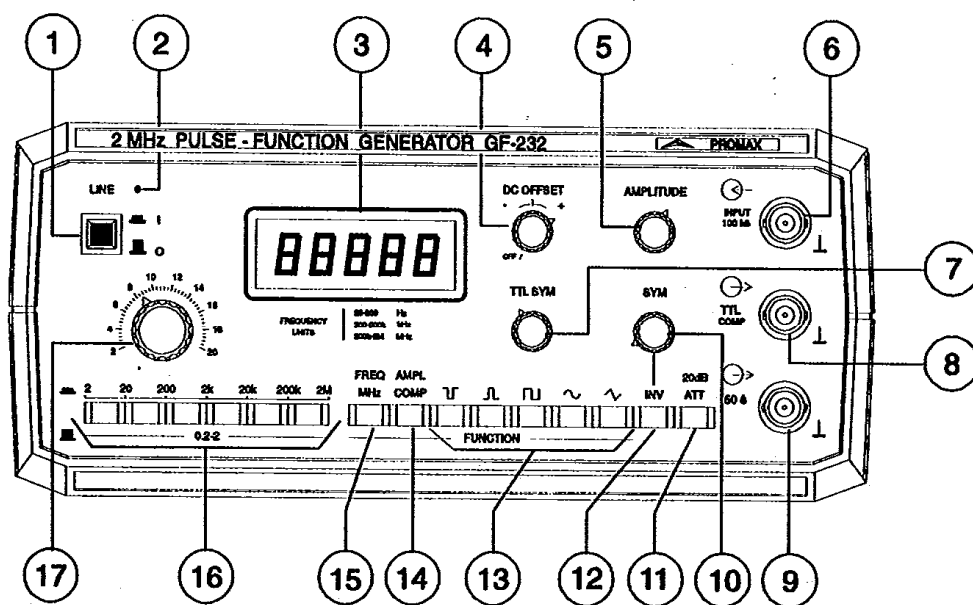 1 2 3 4 5 6
2 MHz PULSE - FUNCTION GENERATOR GF-232 PROMAX
LINE
I
O
88888
DC OFFSET
- +
OFF
AMPLITUDE
INPUT
7
2 4 6 8 10 12 14 16 18 20
FREQUENCY
LIMITS
Hz
kHz
MHz
TTL SYM
SYM
TTL
COMP
8
2 20 200 2k 20k 200k 2M
0.2-2
FREQ
MHz
AMPL
COMP
FUNCTION
INV
20dB
ATT
17 16 15 14 13 12 11 10 9